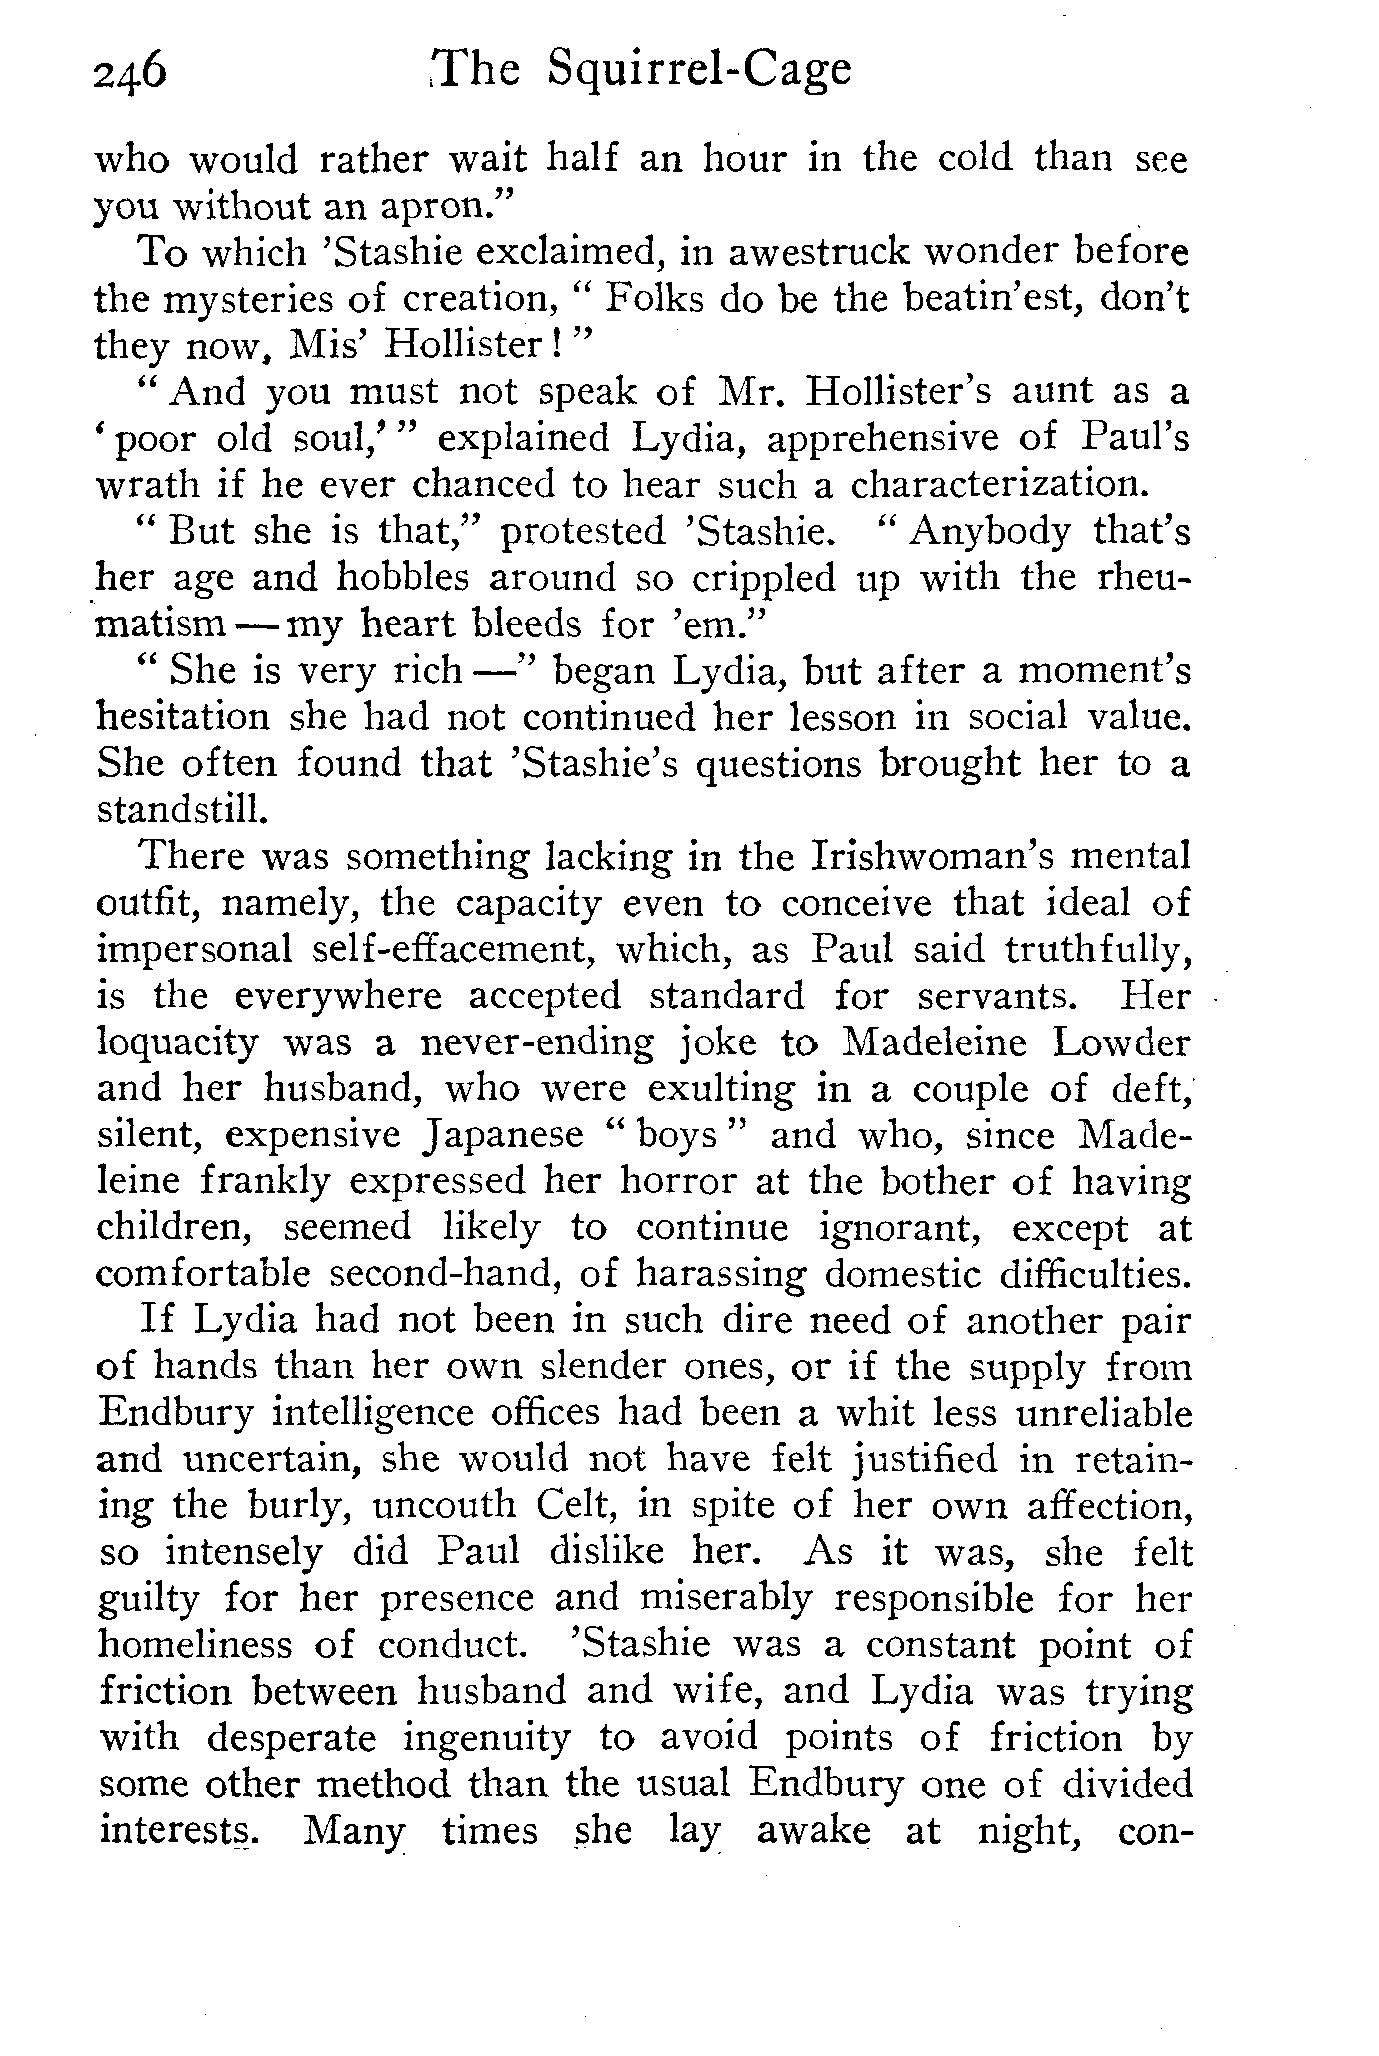 246 The Squirrel-Cage
who would rather wait half an hour in the cold than see
you without an apron.”
To which ’Stashie exclaimed, in awestruck wonder before
the mysteries of creation, “ Folks do be the beatin’est, don’t
they now, Mis’ Hollister ! ”
“ And you must not speak of Mr. Hollister’s aunt as a
‘ poor old soul,’ ” explained Lydia, apprehensive of Paul’s
wrath if he ever chanced to hear such a characterization.
“ But she is that,” protested ’Stashie. “ Anybody that’s
her age and hobbles around so crippled up with the rheu-
matism — my heart bleeds for ’em.”
“ She is very rich —” began Lydia, but after a moment’s
hesitation she had not continued her lesson in social value.
She often found that ’Stashie’s questions brought her to a
standstill.
There was something lacking in the Irishwoman’s mental
outfit, namely, the capacity even to conceive that ideal of
impersonal self-effacement, which, as Paul said truthfully,
is the everywhere accepted standard for servants. Her
loquacity was a never-ending joke to Madeleine Lowder
and her husband, who were exulting in a couple of deft,
silent, expensive Japanese “ boys ” and who, since Made-
leine frankly expressed her horror at the bother of having
children, seemed likely to continue ignorant, except at
comfortable second-hand, of harassing domestic difficulties.
If Lydia had not been in such dire need of another pair
of hands than her own slender ones, or if the supply from
Endbury intelligence offices had been a whit less unreliable
and uncertain, she would not have felt justified in retain-
ing the burly, uncouth Celt, in spite of her own affection,
so intensely did Paul dislike her. As it was, she felt
guilty for her presence and miserably responsible for her
homeliness of conduct. ’Stashie was a constant point of
friction between husband and wife, and Lydia was trying
with desperate ingenuity to avoid points of friction by
some other method than the usual Endbury one of divided
interests. Many times she lay awake at night, con-